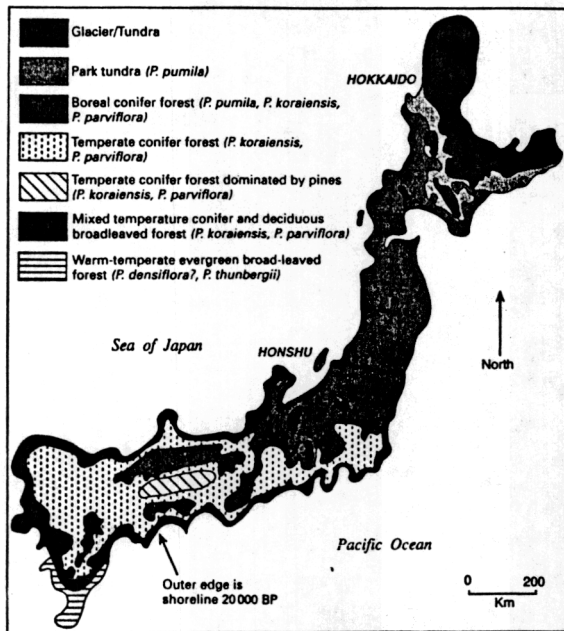 Glacier/Tundra
Park tundra (P. pumila)
Boreal conifer forest (P. pumila, P. koraiensis,
P. parviflora)
Temperate conifer forest (P. koraiensis,
P. parviflora)
Temperate conifer forest dominated by pines
(P. koraiensis, P. parviflora)
Mixed temperature conifer and deciduous
broadleaved forest (P. koraiensis, P. parviflora)
Warm-temperate evergreen broad-leaved
forest (P. densiflora?, P. thunbergii)
HOKKAIDO
Sea of Japan
HONSHU
North
Pacific Ocean
Outer edge is
shoreline 20 000 BP
0 200
Km